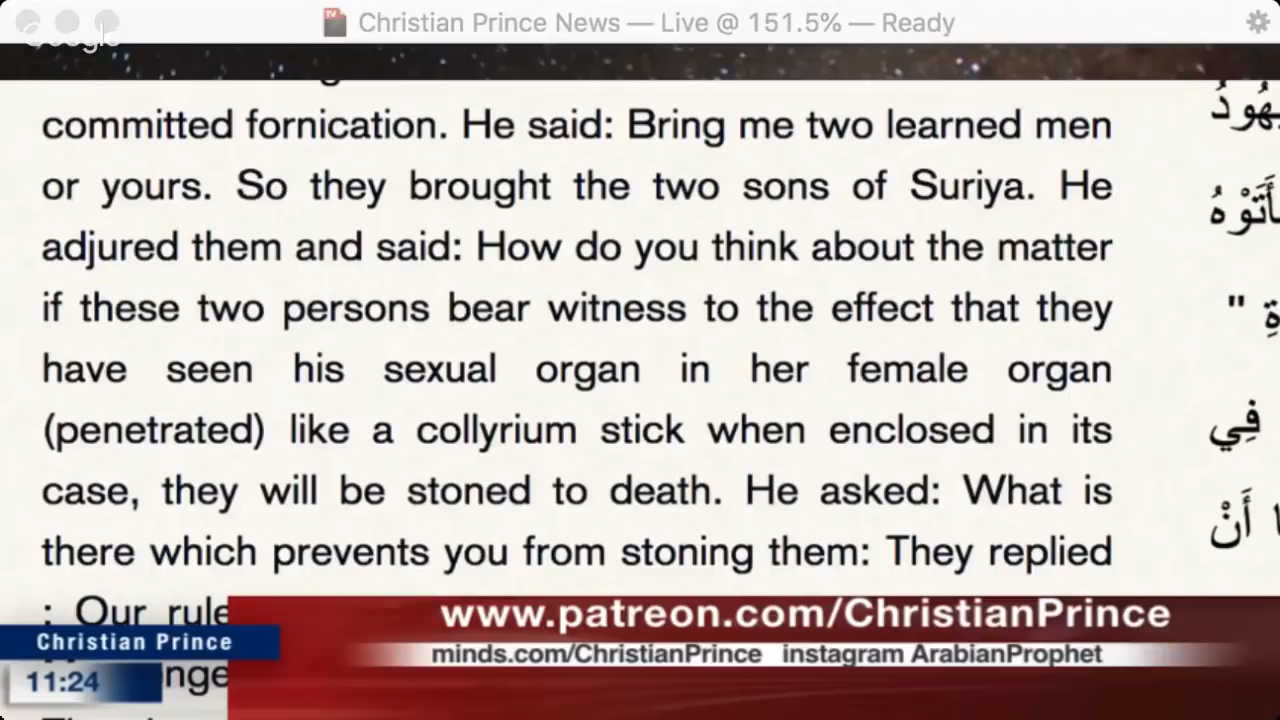 Christian Prince News — Live @ 151.5% — Ready
Google
committed fornication. He said: Bring me two learned men
or yours. So they brought the two sons of Suriya. He
adjured them and said: How do you think about the matter
if these two persons bear witness to the effect that they
have seen his sexual organ in her female organ
(penetrated) like a collyrium stick when enclosed in its
case, they will be stoned to death. He asked: What is
there which prevents you from stoning them: They replied
: Our rule
فِي
أَنْ
www.patreon.com/ChristianPrince
Christian Prince
minds.com/ChristianPrince instagram ArabianProphet
11:24